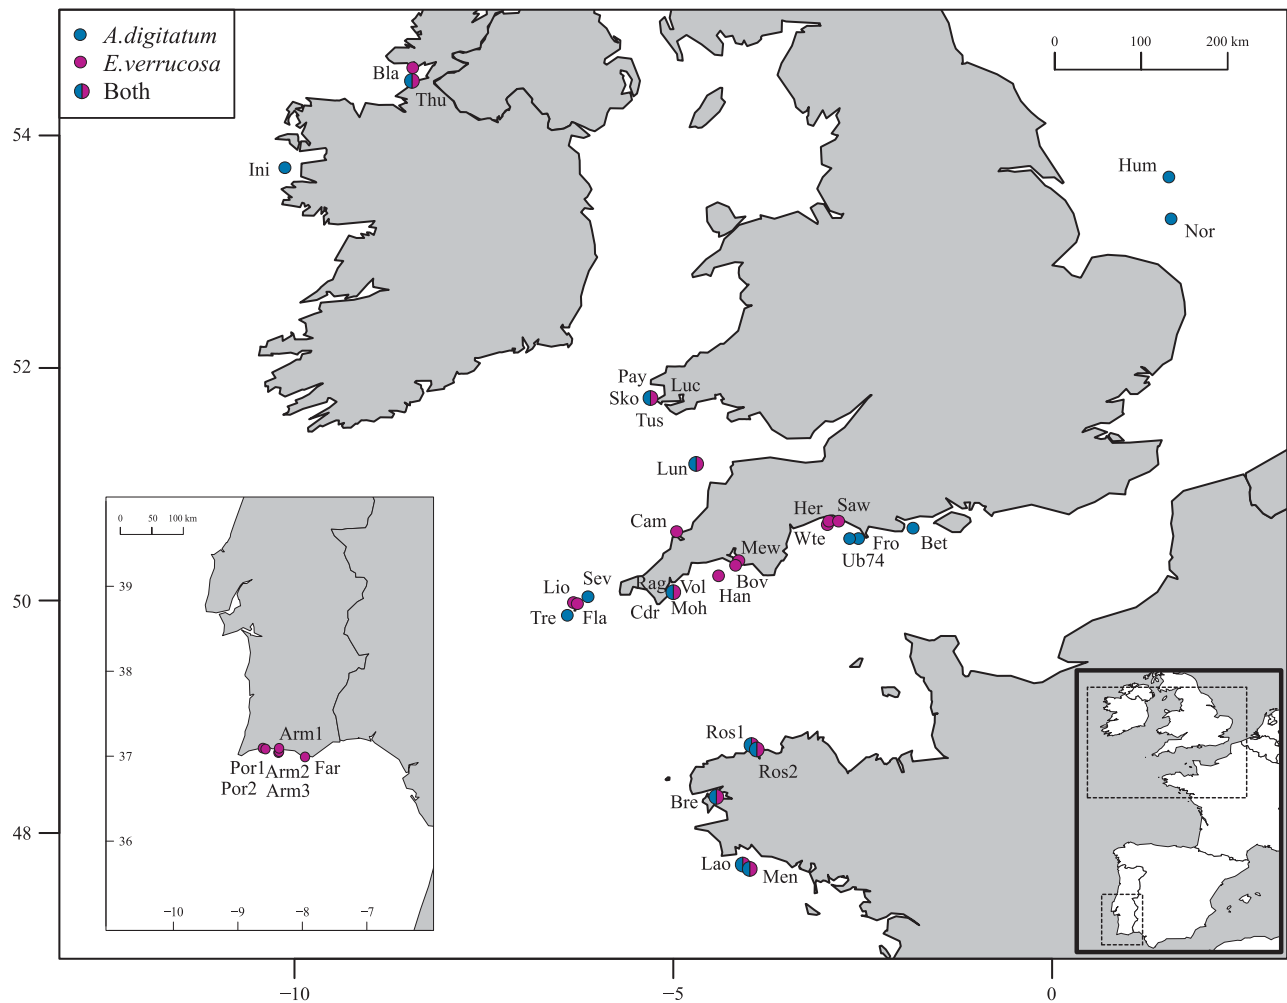 A.digitatum
E.verrucosa
Both
0 100 200 km
Bla
Thu
54
Ini
Hum
Nor
52
Pay
Luc
Sko
Tus
Lun
Her
Saw
Cam
Wte
Fro
Bet
Ub74
Mew
Bov
Han
Rag
Vol
Moh
Cdr
Lio
Sev
Tre
Fla
50
0 50 100 km
39
38
37
36
Arm1
Por1
Arm2
Far
Por2
Arm3
−10 −9 −8 −7
Ros1
Ros2
Bre
48
Lao
Men
−10 −5 0